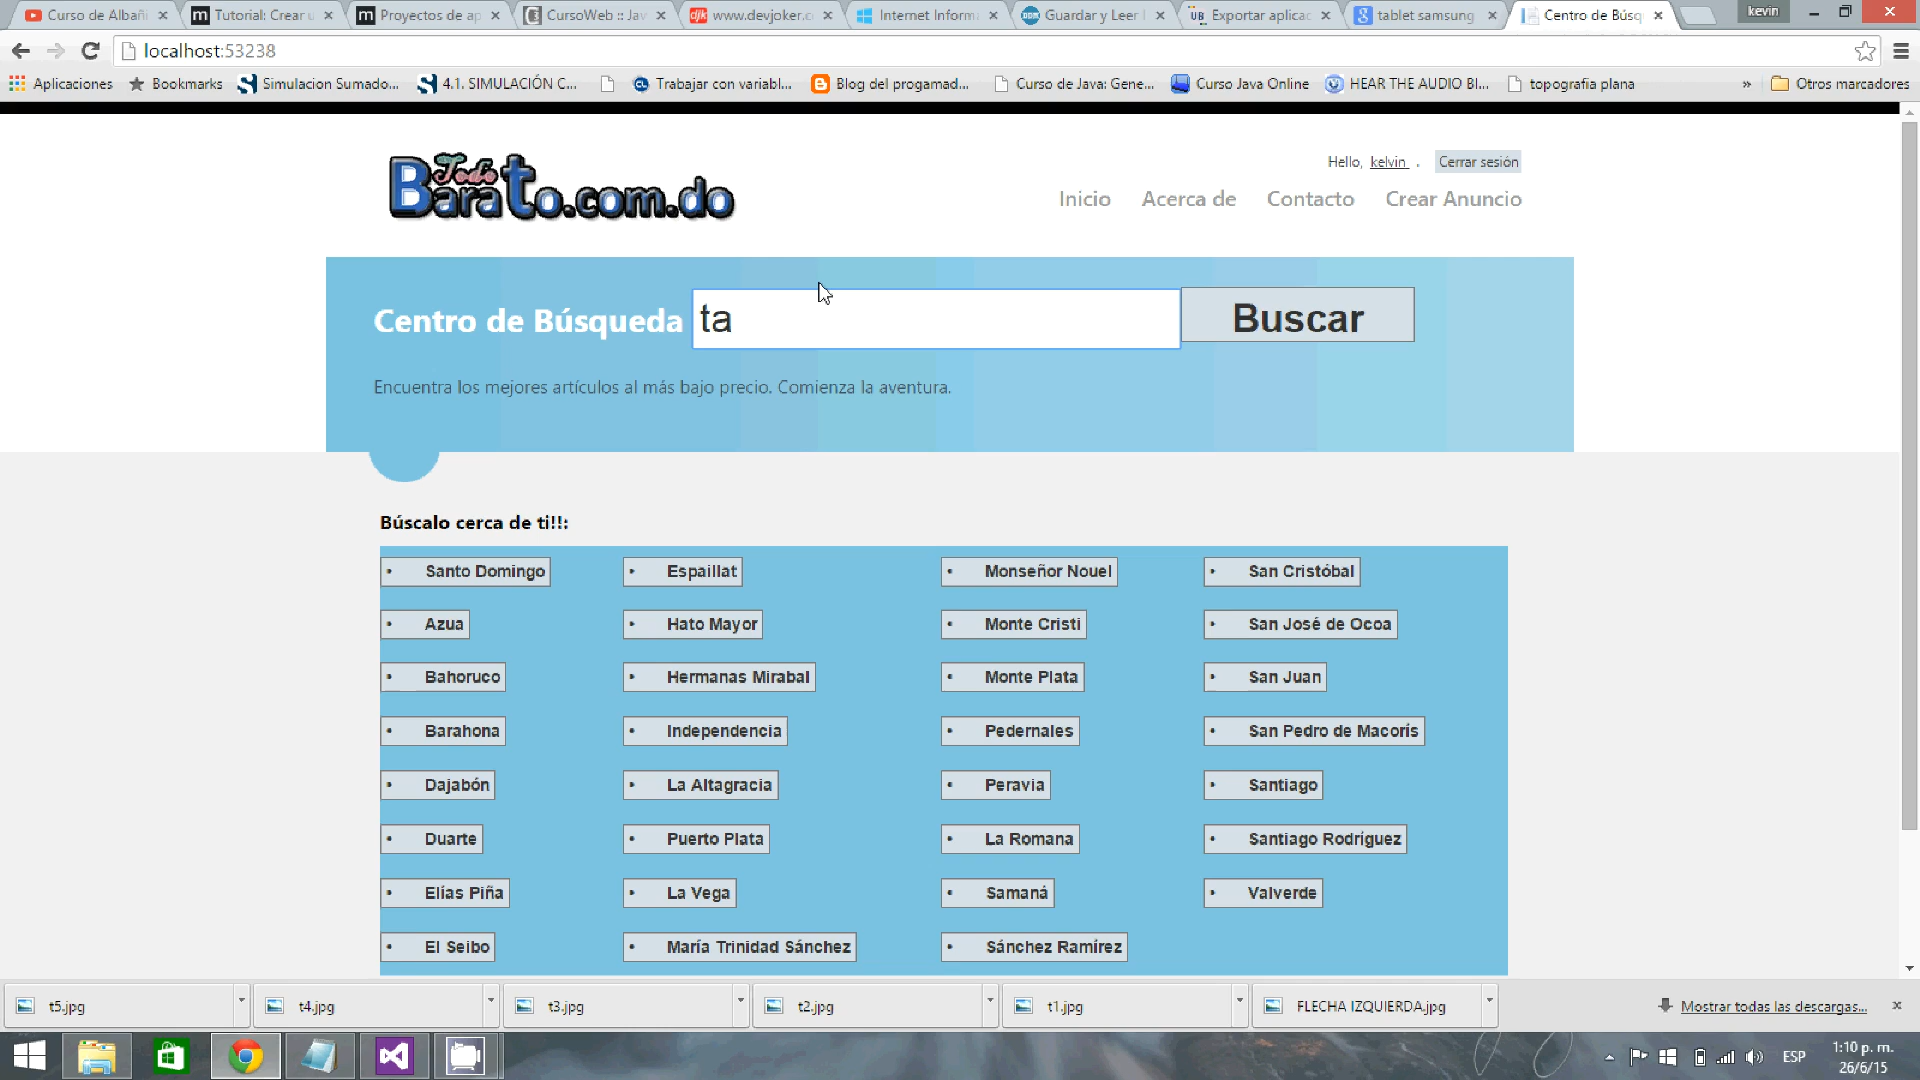 Curso de Albañi
Tutorial: Crear u
Proyectos de ap
CursoWeb :: Jav
www.devjoker.c
Internet Inform
Guardar y Leer
Exportar aplicac
tablet samsung
Centro de Búsq
kevin
localhost:53238
Aplicaciones
Bookmarks
Simulacion Sumado...
4.1. SIMULACIÓN C...
Trabajar con variabl...
Blog del progamad...
Curso de Java: Gene...
Curso Java Online
HEAR THE AUDIO BI...
topografia plana
»
Otros marcadores
Todo
Barato.com.do
Hello, kelvin . Cerrar sesión
Inicio Acerca de Contacto Crear Anuncio
Centro de Búsqueda ta Buscar
Encuentra los mejores artículos al más bajo precio. Comienza la aventura.
Búscalo cerca de ti!!:
• Santo Domingo • Espaillat • Monseñor Nouel • San Cristóbal
• Azua • Hato Mayor • Monte Cristi • San José de Ocoa
• Bahoruco • Hermanas Mirabal • Monte Plata • San Juan
• Barahona • Independencia • Pedernales • San Pedro de Macorís
• Dajabón • La Altagracia • Peravia • Santiago
• Duarte • Puerto Plata • La Romana • Santiago Rodríguez
• Elías Piña • La Vega • Samaná • Valverde
• El Seibo • María Trinidad Sánchez • Sánchez Ramírez
t5.jpg
t4.jpg
t3.jpg
t2.jpg
t1.jpg
FLECHA IZQUIERDA.jpg
Mostrar todas las descargas...
ESP
1:10 p. m.
26/6/15